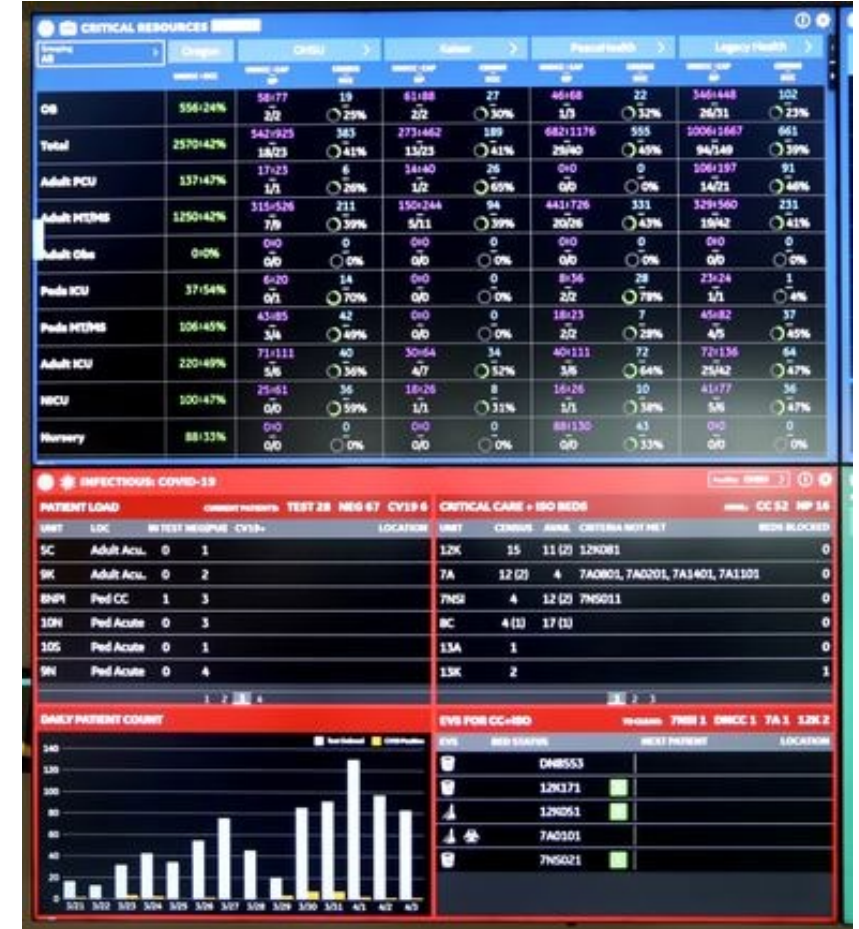 CRITICAL RESOURCES
All Oregon OHSU Kaiser PeaceHealth Legacy Health
OB 556:24% 58:77 19 61:88 27 46:68 22 346:448 102
2/2 25% 2/2 30% 1/3 32% 26/31 23%
Total 2570:42% 542:925 383 273:462 189 682:1176 555 1006:1667 661
18/23 41% 13/23 41% 29/40 45% 94/149 39%
Adult PCU 137:47% 17:23 6 14:40 26 0:0 0 106:197 91
1/1 26% 1/2 65% 0/0 0% 14/21 46%
Adult MT/MS 1250:42% 315:526 211 150:244 94 441:726 331 329:560 231
7/9 39% 5/11 39% 20/26 43% 19/42 41%
Adult Obs 0:0% 0:0 0 0:0 0 0:0 0 0:0 0
0/0 0% 0/0 0% 0/0 0% 0/0 0%
Peds ICU 37:54% 6:20 14 0:0 0 8:36 28 23:24 1
0/1 70% 0/0 0% 2/2 78% 1/1 4%
Peds MT/MS 106:45% 43:85 42 0:0 0 18:23 7 45:82 37
3/4 49% 0/0 0% 2/2 28% 4/5 45%
Adult ICU 220:49% 71:111 40 30:64 34 40:111 72 72:136 64
5/6 36% 4/7 52% 3/6 64% 25/42 47%
NICU 100:47% 25:61 36 18:26 8 16:26 10 41:77 36
0/0 59% 1/1 31% 1/1 38% 5/6 47%
Nursery 88:33% 0:0 0 0:0 0 88:130 43 0:0 0
0/0 0% 0/0 0% 0/0 33% 0/0 0%
INFECTIOUS: COVID-19
PATIENT LOAD CURRENT PATIENTS: TEST 28 NEG 67 CV19 6
UNIT LOC IN TEST NEG/PUI CV19+ LOCATION
5C Adult Acu. 0 1
9K Adult Acu. 0 2
8NPI Ped CC 1 3
10N Ped Acute 0 3
10S Ped Acute 0 1
9N Ped Acute 0 4
1 2 3 4
CRITICAL CARE + ISO BEDS CC 52 NP 16
UNIT CENSUS AVAIL CRITERIA NOT MET BEDS BLOCKED
12K 15 11 (2) 12K081 0
7A 12 (2) 4 7A0801, 7A0201, 7A1401, 7A1101 0
7NSI 4 12 (2) 7NS011 0
8C 4 (1) 17 (1) 0
13A 1 0
13K 2 1
1 2 3
DAILY PATIENT COUNT
Test Ordered CV19 Positive
140
120
100
80
60
40
20
0
3/21 3/22 3/23 3/24 3/25 3/26 3/27 3/28 3/29 3/30 3/31 4/1 4/2 4/3
EVS FOR CC+ISO TO CLEAN: 7NSI 1 DNCC 1 7A 1 12K 2
EVS BED STATUS NEXT PATIENT LOCATION
DN8553
12K171
12K051
7A0101
7NS021